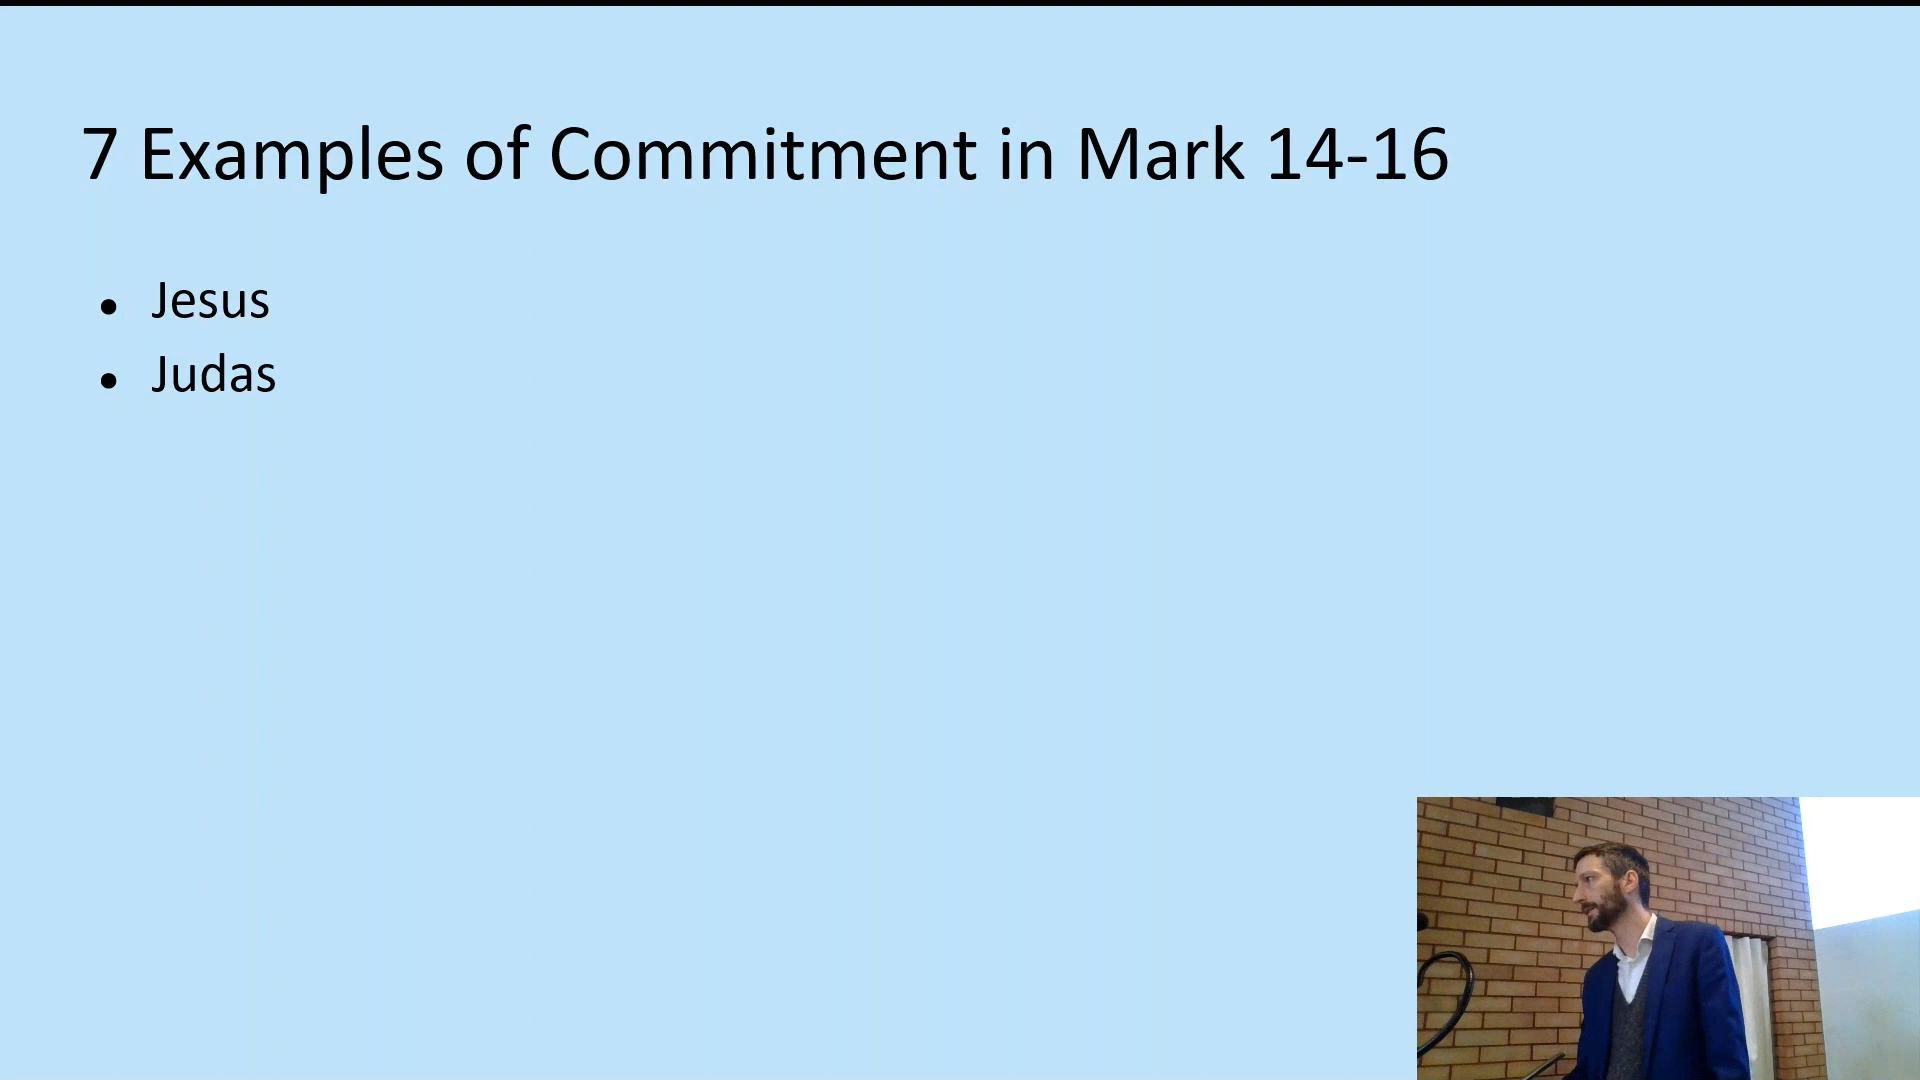 7 Examples of Commitment in Mark 14-16
• Jesus
• Judas